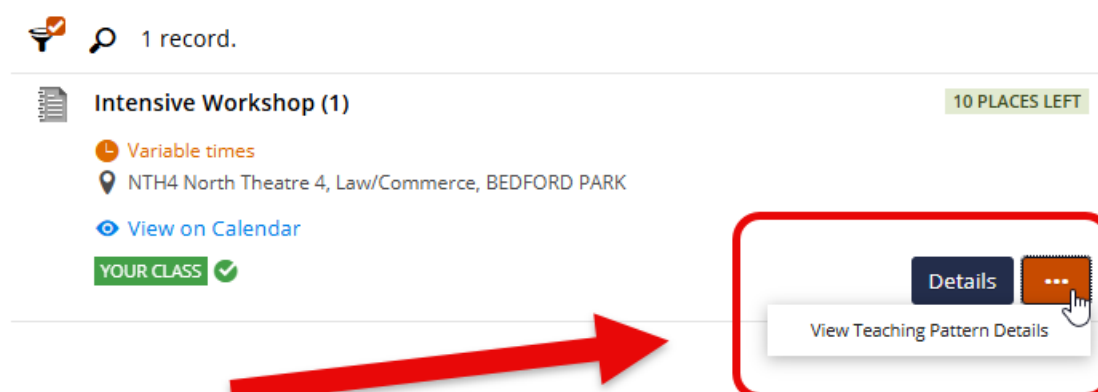 1 record.
Intensive Workshop (1)
10 PLACES LEFT
Variable times
NTH4 North Theatre 4, Law/Commerce, BEDFORD PARK
View on Calendar
YOUR CLASS
Details
...
View Teaching Pattern Details